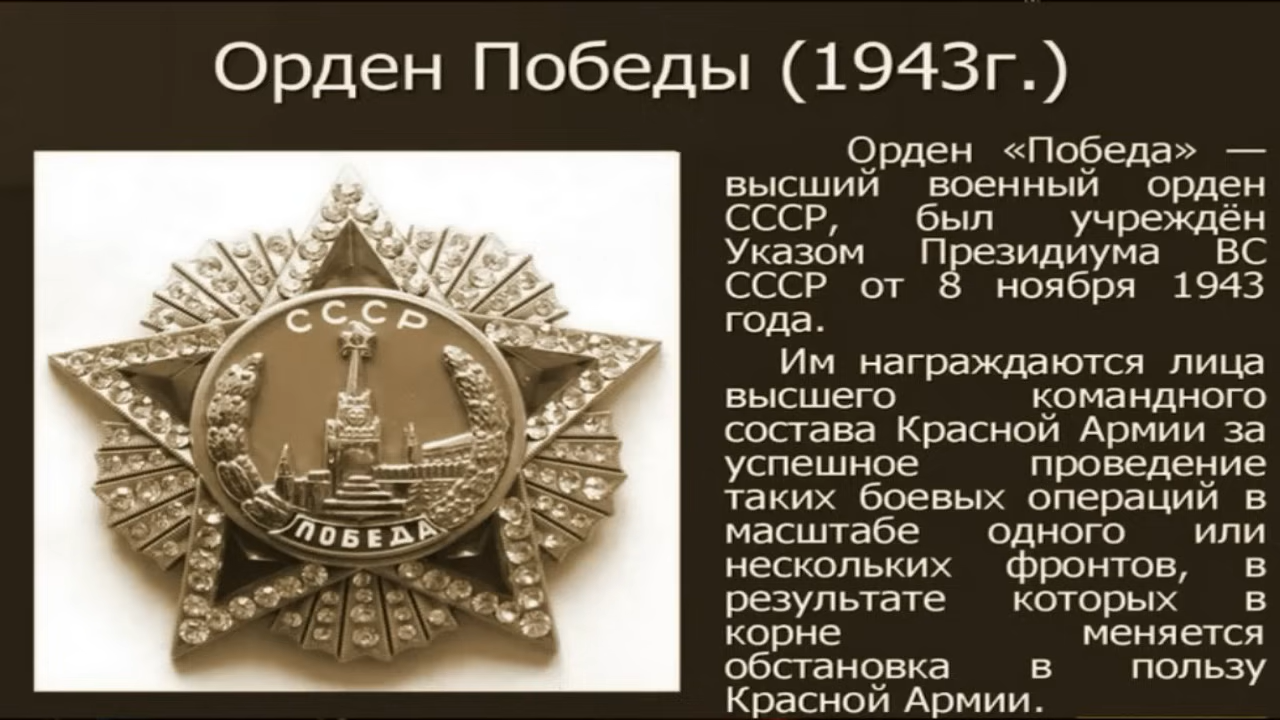 Орден Победы (1943г.)
СССР
ПОБЕДА
Орден «Победа» —
высший военный орден
СССР, был учреждён
Указом Президиума ВС
СССР от 8 ноября 1943
года.
Им награждаются лица
высшего командного
состава Красной Армии за
успешное проведение
таких боевых операций в
масштабе одного или
нескольких фронтов, в
результате которых в
корне меняется
обстановка в пользу
Красной Армии.